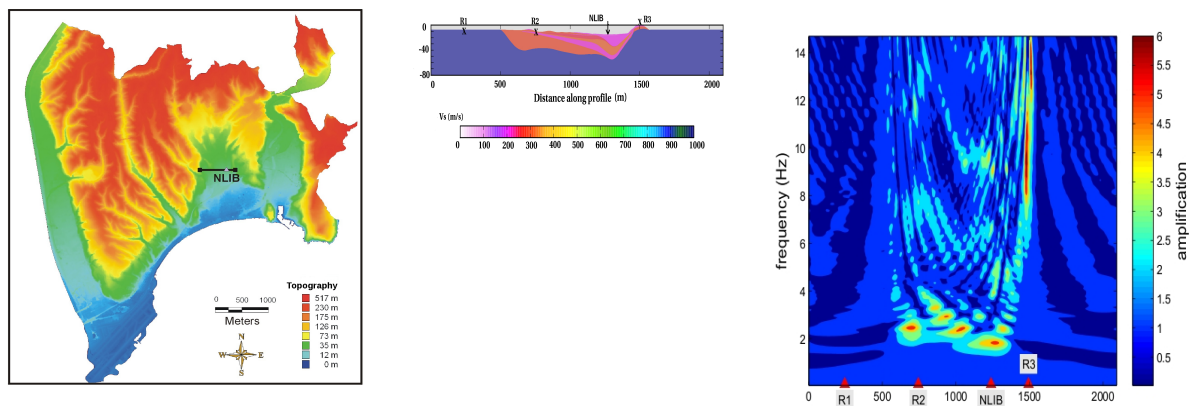 NLIB
0 500 1000
Meters
N
W E
S
Topography
517 m
230 m
175 m
126 m
73 m
35 m
12 m
0 m
R1 R2 NLIB R3
0
-40
-80
0 500 1000 1500 2000
Distance along profile (m)
Vs (m/s)
0 100 200 300 400 500 600 700 800 900 1000
frequency (Hz)
14
12
10
8
6
4
2
R3
0 R1 500 R2 1000 NLIB 1500 2000
6
5.5
5
4.5
4
3.5
3
2.5
2
1.5
1
0.5
amplification